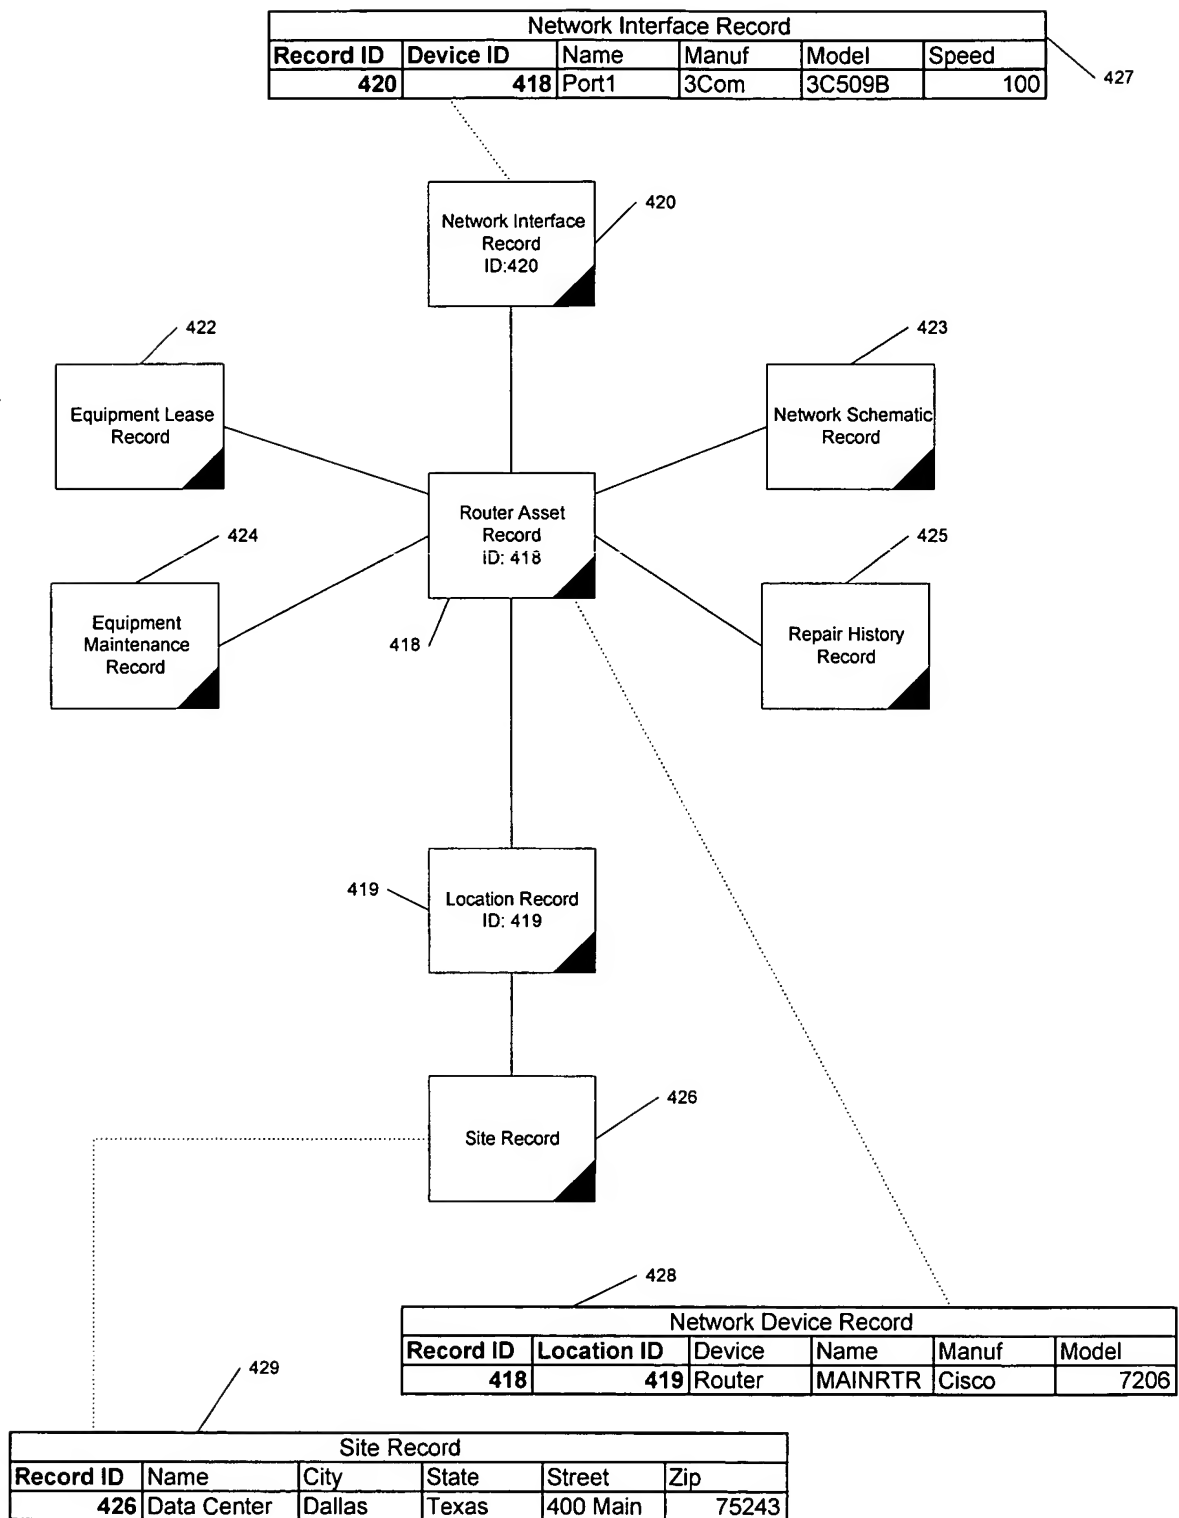 Network Interface Record
Record ID Device ID Name Manuf Model Speed
420 418 Port1 3Com 3C509B 100
427
Network Interface
Record
ID:420
420
422
Equipment Lease
Record
423
Network Schematic
Record
Router Asset
Record
ID: 418
418
424
Equipment
Maintenance
Record
425
Repair History
Record
419
Location Record
ID: 419
426
Site Record
428
Network Device Record
Record ID Location ID Device Name Manuf Model
418 419 Router MAINRTR Cisco 7206
429
Site Record
Record ID Name City State Street Zip
426 Data Center Dallas Texas 400 Main 75243